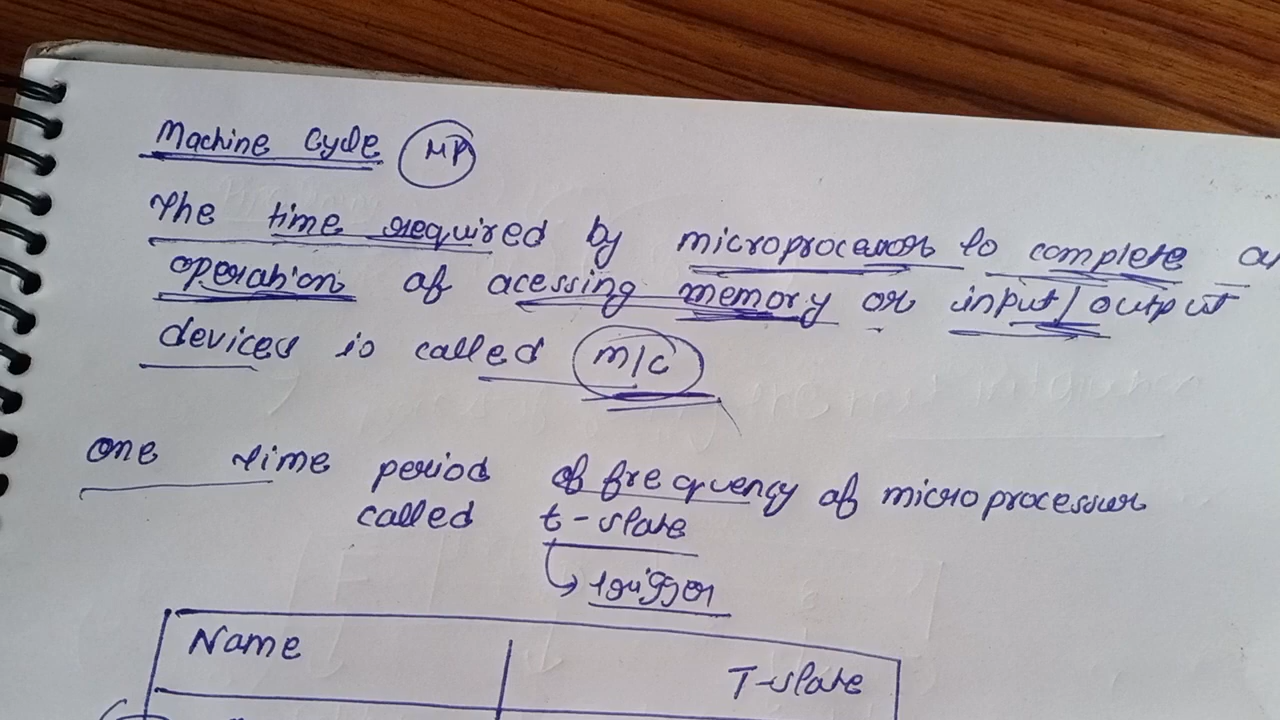 Machine Cycle MP
The time required by microprocessor to complete an
operation of acessing memory or input/output
devices is called m/c
one time period of frequency of microprocessor
called t-state
trigger
Name T-state